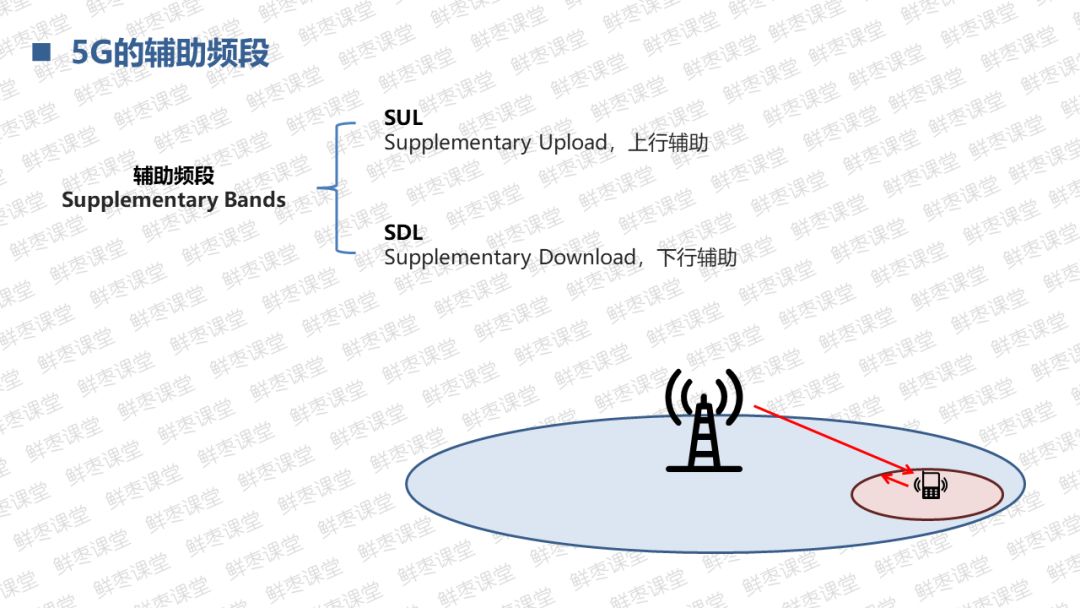 5G的辅助频段
SUL
Supplementary Upload，上行辅助
辅助频段
Supplementary Bands
SDL
Supplementary Download，下行辅助
鲜枣课堂